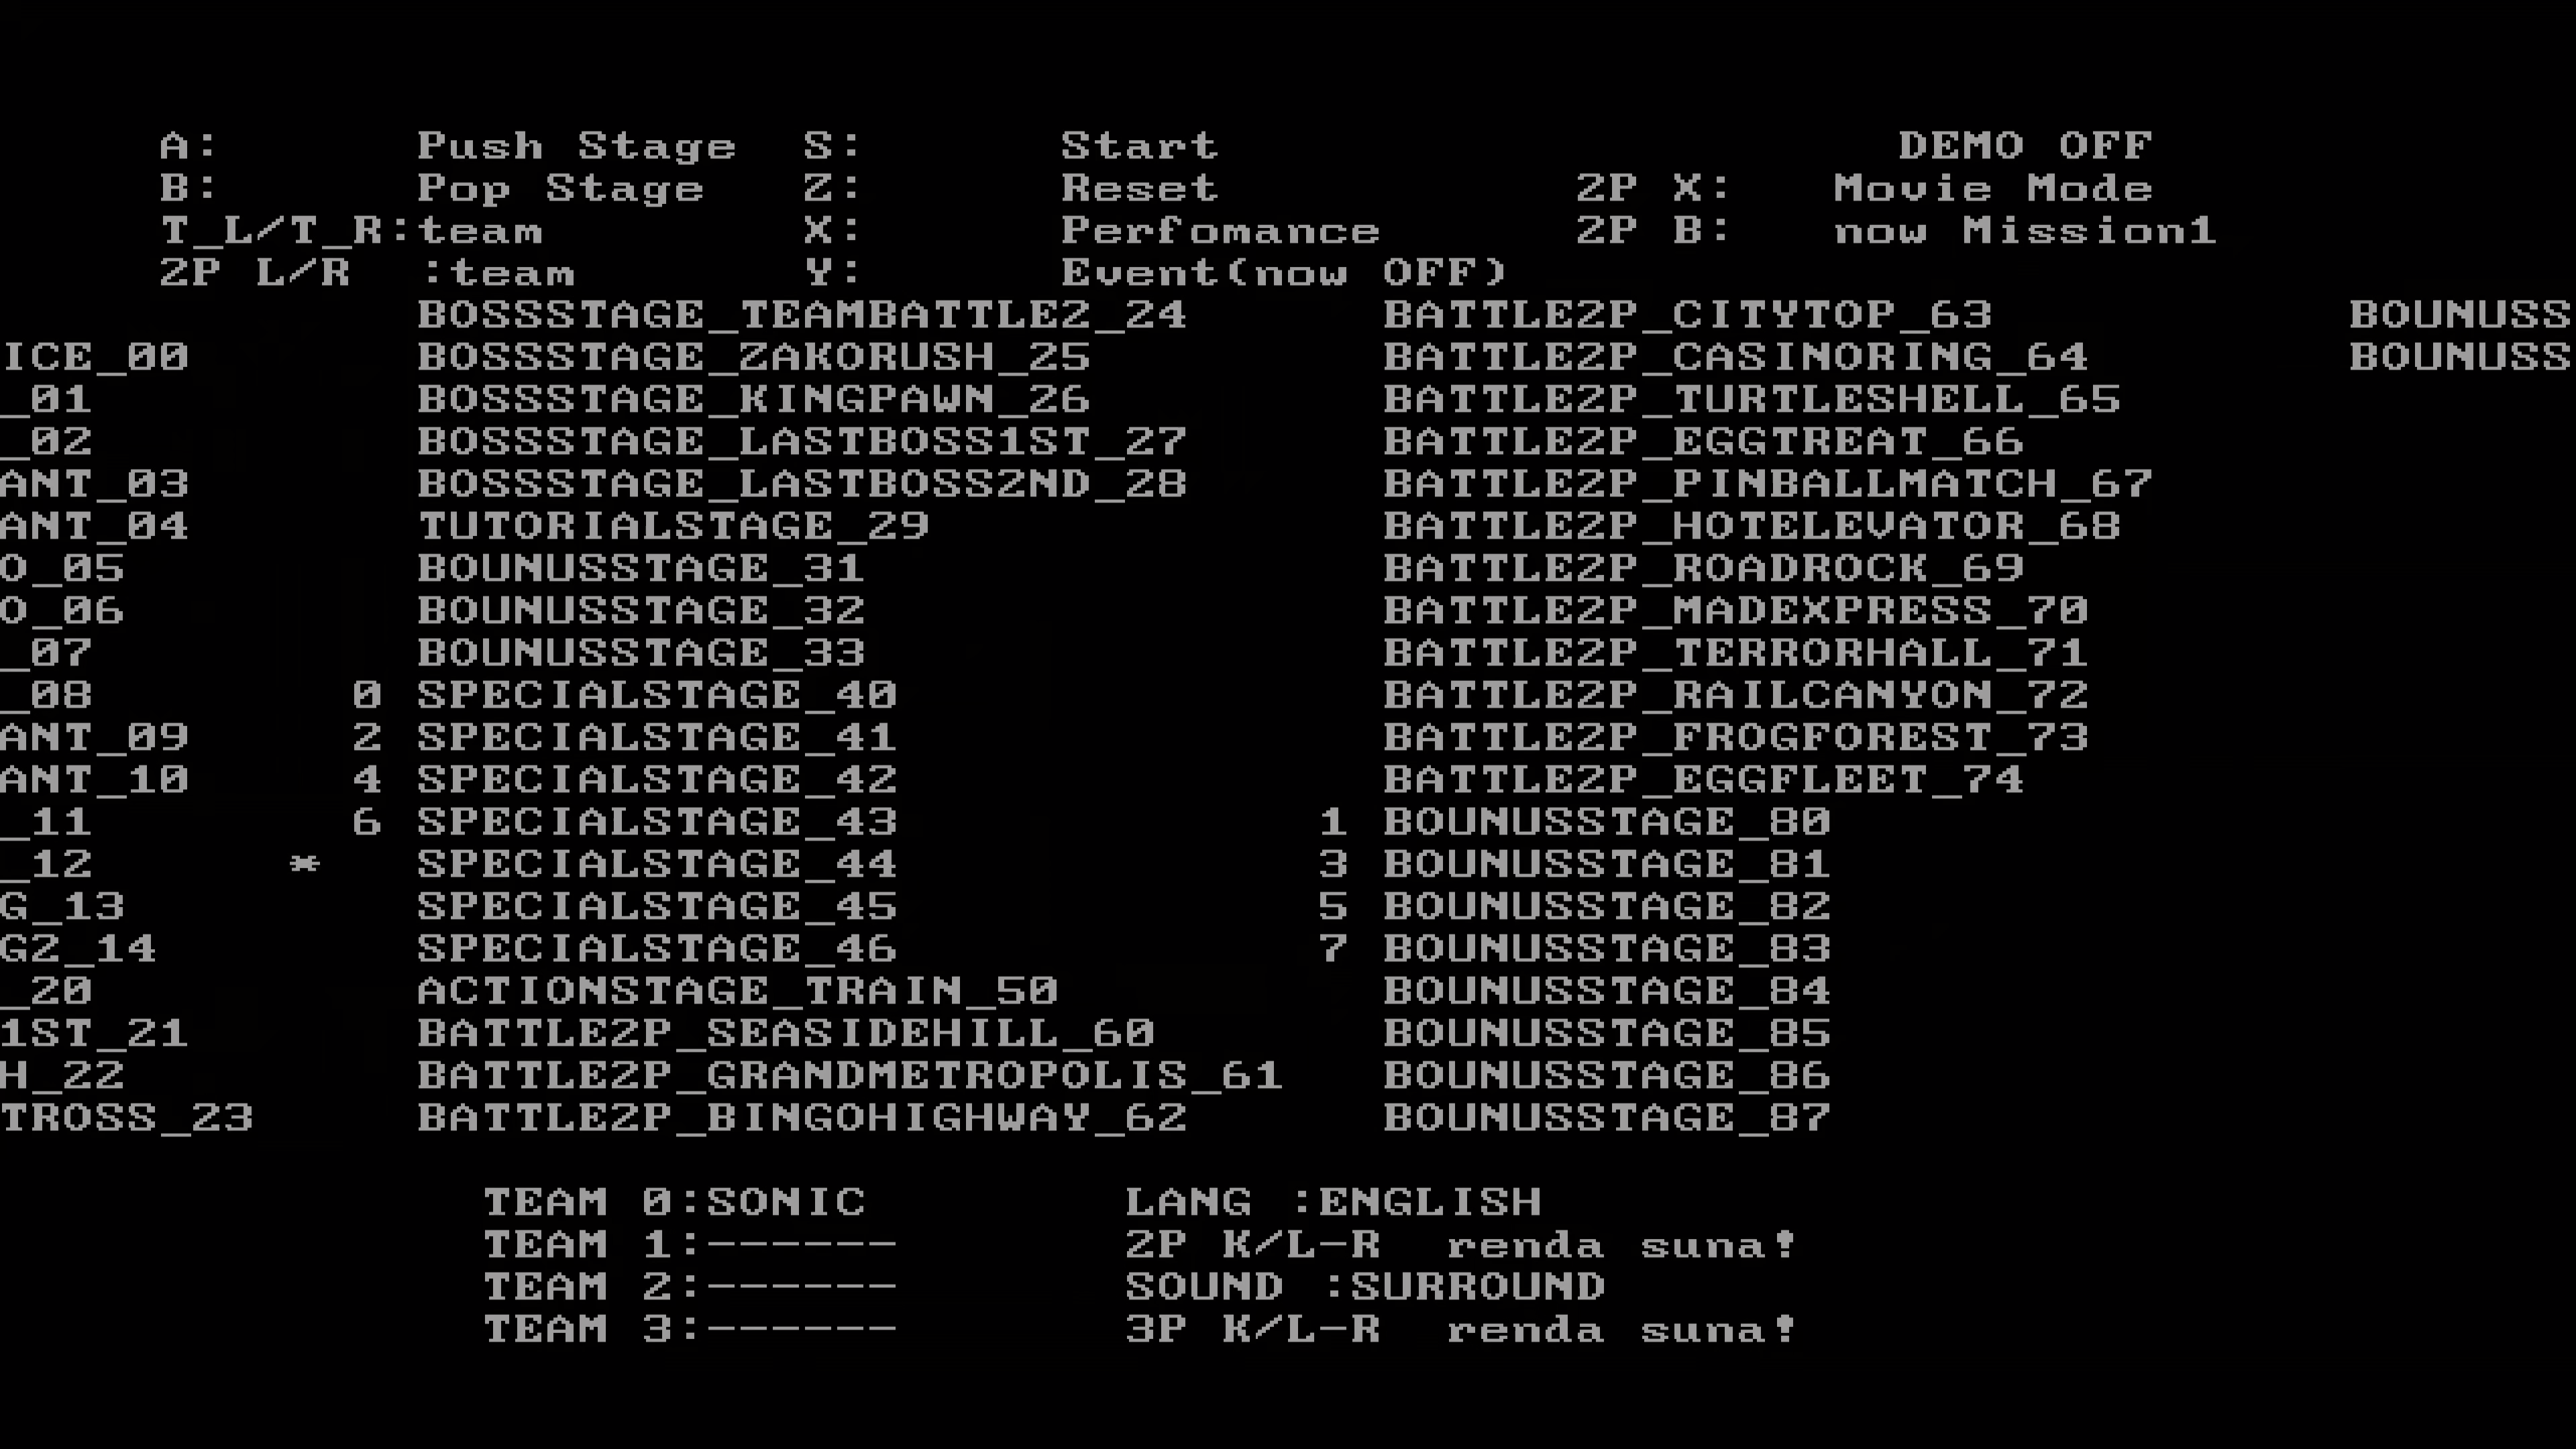 A: Push Stage S: Start DEMO OFF
B: Pop Stage Z: Reset 2P X: Movie Mode
T_L/T_R:team X: Perfomance 2P B: now Mission1
2P L/R :team Y: Event(now OFF)
BOSSSTAGE_TEAMBATTLE2_24 BATTLE2P_CITYTOP_63 BOUNUSS
ICE_00 BOSSSTAGE_ZAKORUSH_25 BATTLE2P_CASINORING_64 BOUNUSS
_01 BOSSSTAGE_KINGPAWN_26 BATTLE2P_TURTLESHELL_65
_02 BOSSSTAGE_LASTBOSS1ST_27 BATTLE2P_EGGTREAT_66
ANT_03 BOSSSTAGE_LASTBOSS2ND_28 BATTLE2P_PINBALLMATCH_67
ANT_04 TUTORIALSTAGE_29 BATTLE2P_HOTELEVATOR_68
O_05 BOUNUSSTAGE_31 BATTLE2P_ROADROCK_69
O_06 BOUNUSSTAGE_32 BATTLE2P_MADEXPRESS_70
_07 BOUNUSSTAGE_33 BATTLE2P_TERRORHALL_71
_08 0 SPECIALSTAGE_40 BATTLE2P_RAILCANYON_72
ANT_09 2 SPECIALSTAGE_41 BATTLE2P_FROGFOREST_73
ANT_10 4 SPECIALSTAGE_42 BATTLE2P_EGGFLEET_74
_11 6 SPECIALSTAGE_43 1 BOUNUSSTAGE_80
_12 * SPECIALSTAGE_44 3 BOUNUSSTAGE_81
G_13 SPECIALSTAGE_45 5 BOUNUSSTAGE_82
G2_14 SPECIALSTAGE_46 7 BOUNUSSTAGE_83
_20 ACTIONSTAGE_TRAIN_50 BOUNUSSTAGE_84
1ST_21 BATTLE2P_SEASIDEHILL_60 BOUNUSSTAGE_85
H_22 BATTLE2P_GRANDMETROPOLIS_61 BOUNUSSTAGE_86
TROSS_23 BATTLE2P_BINGOHIGHWAY_62 BOUNUSSTAGE_87
TEAM 0:SONIC LANG :ENGLISH
TEAM 1:------ 2P K/L-R renda suna!
TEAM 2:------ SOUND :SURROUND
TEAM 3:------ 3P K/L-R renda suna!